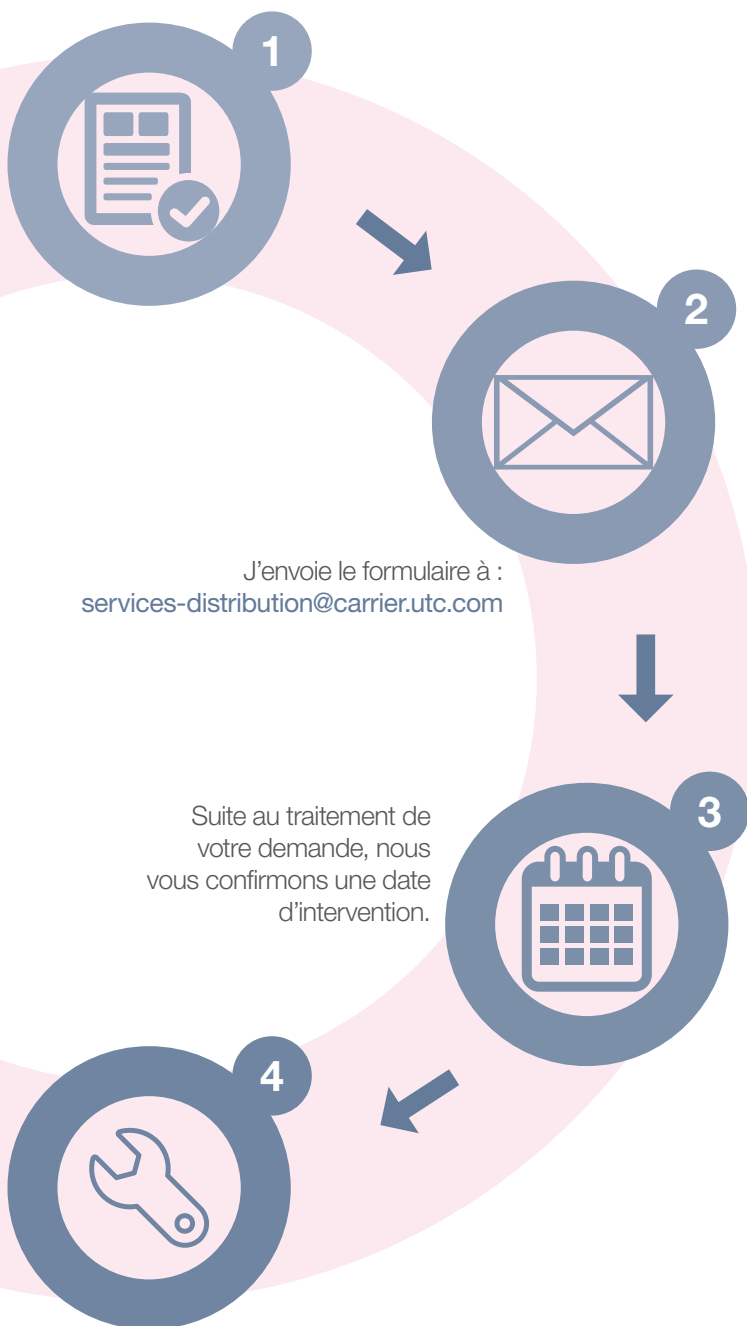 1
2
J'envoie le formulaire à :
services-distribution@carrier.utc.com
3
Suite au traitement de
votre demande, nous
vous confirmons une date
d'intervention.
4